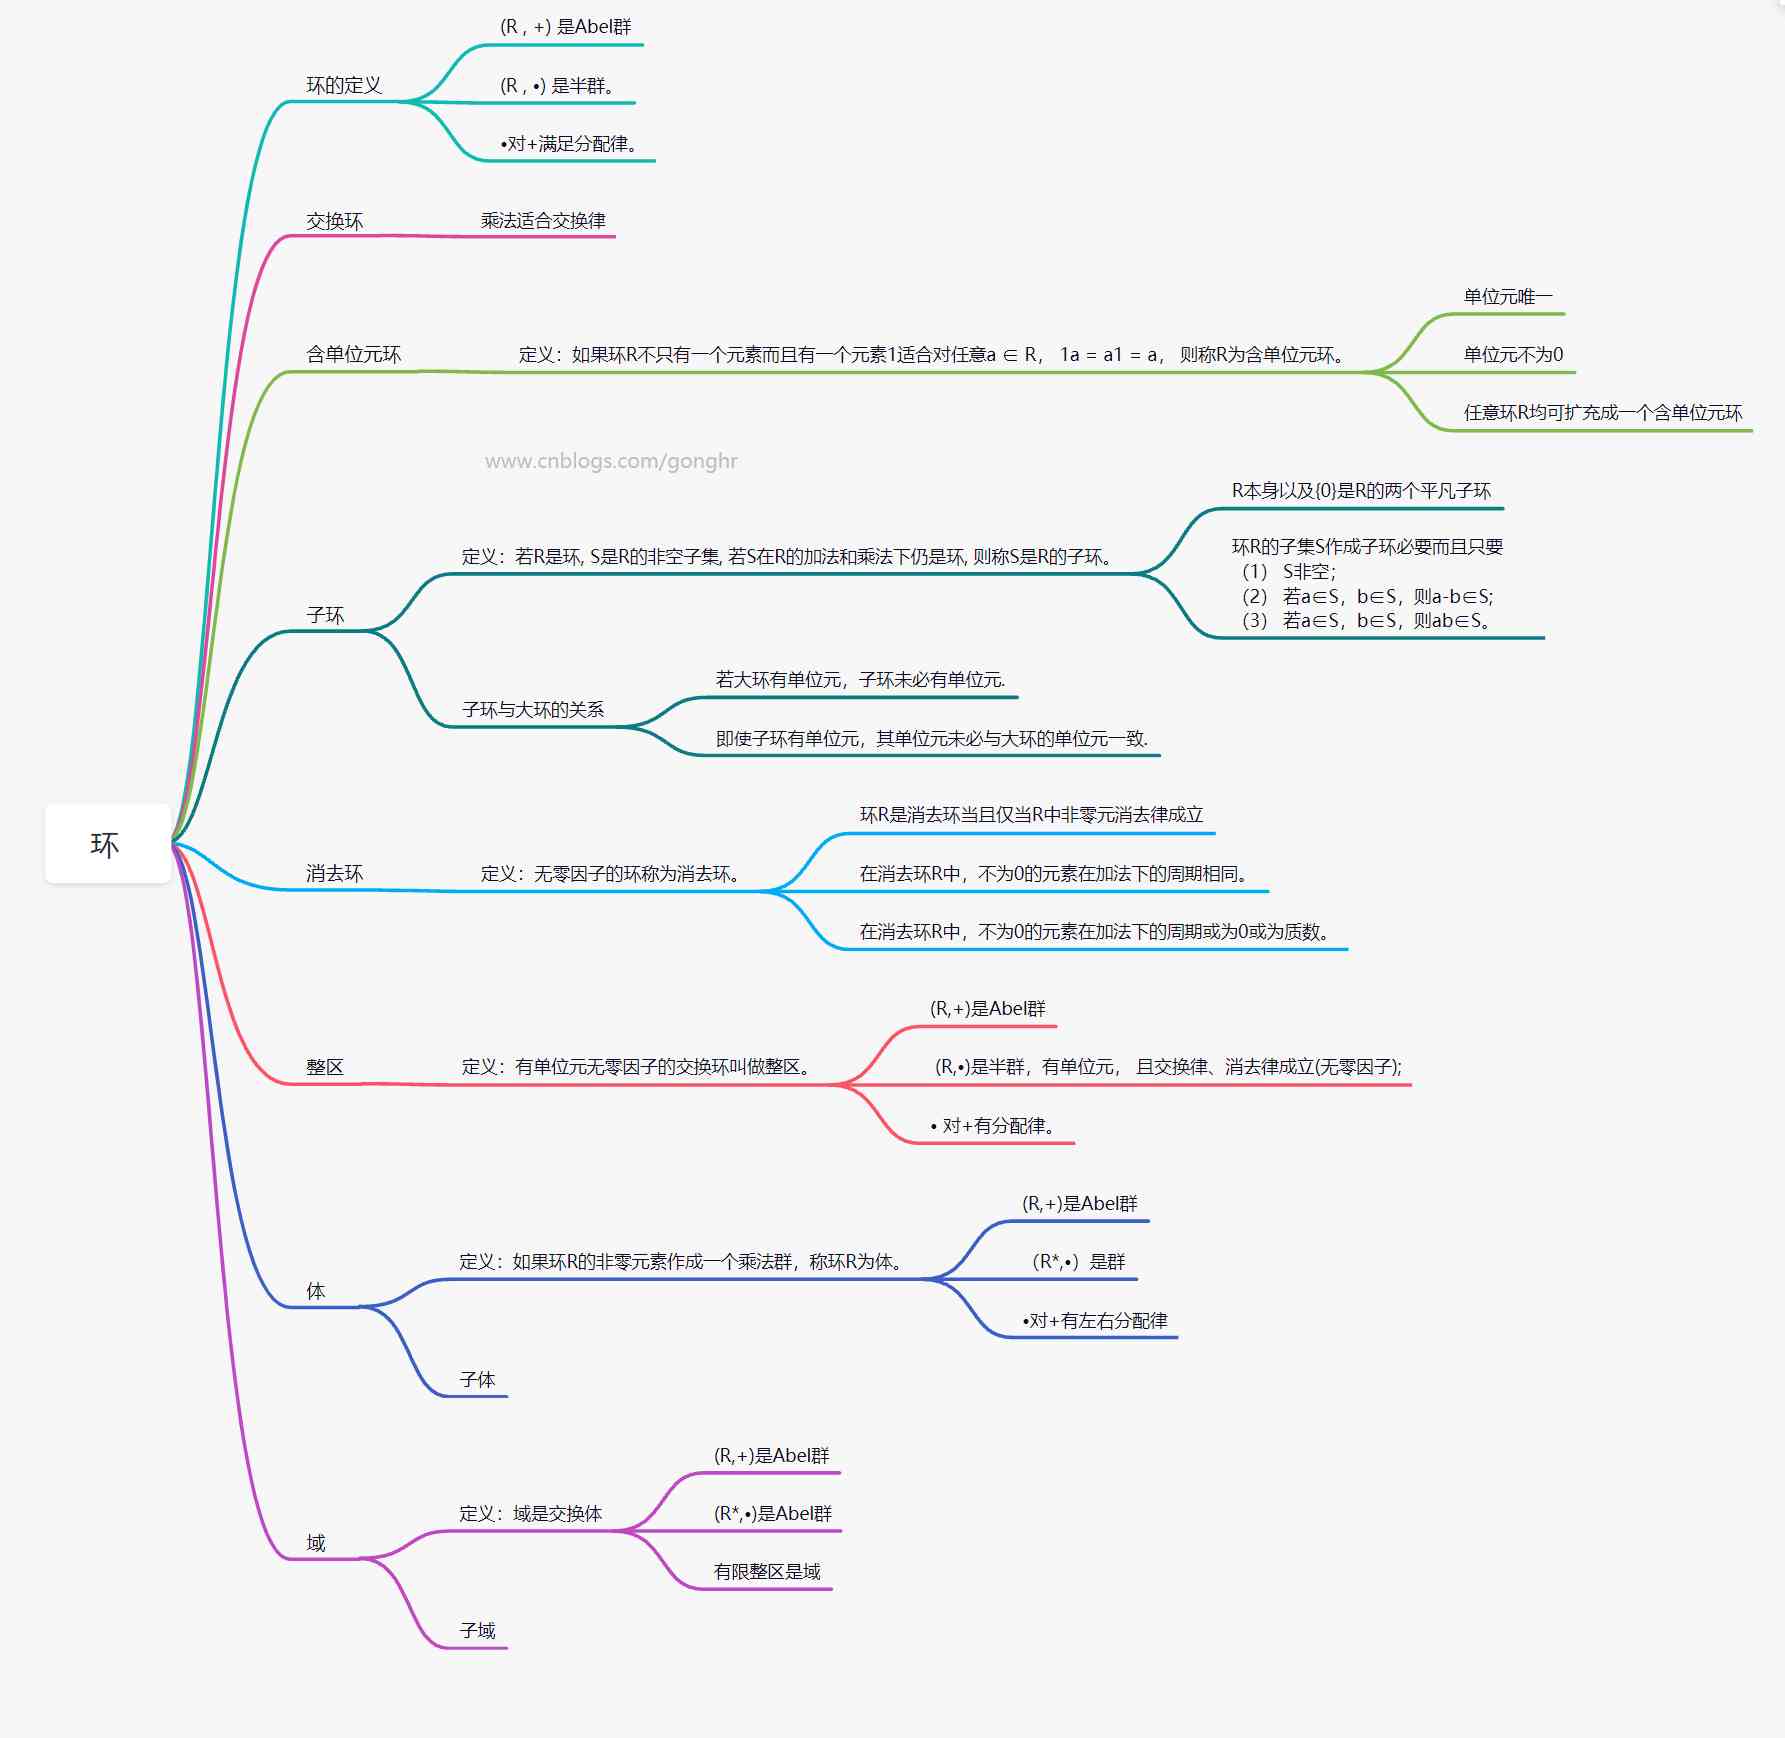 环
环的定义
(R , +) 是Abel群
(R , •) 是半群。
•对+满足分配律。
交换环
乘法适合交换律
含单位元环
定义：如果环R不只有一个元素而且有一个元素1适合对任意a ∈ R， 1a = a1 = a， 则称R为含单位元环。
单位元唯一
单位元不为0
任意环R均可扩充成一个含单位元环
www.cnblogs.com/gonghr
子环
定义：若R是环, S是R的非空子集, 若S在R的加法和乘法下仍是环, 则称S是R的子环。
R本身以及{0}是R的两个平凡子环
环R的子集S作成子环必要而且只要
（1） S非空；
（2） 若a∈S，b∈S，则a-b∈S;
（3） 若a∈S，b∈S，则ab∈S。
子环与大环的关系
若大环有单位元，子环未必有单位元.
即使子环有单位元，其单位元未必与大环的单位元一致.
消去环
定义：无零因子的环称为消去环。
环R是消去环当且仅当R中非零元消去律成立
在消去环R中，不为0的元素在加法下的周期相同。
在消去环R中，不为0的元素在加法下的周期或为0或为质数。
整区
定义：有单位元无零因子的交换环叫做整区。
(R,+)是Abel群
(R,•)是半群，有单位元， 且交换律、消去律成立(无零因子);
• 对+有分配律。
体
定义：如果环R的非零元素作成一个乘法群，称环R为体。
(R,+)是Abel群
（R*,•）是群
•对+有左右分配律
子体
域
定义：域是交换体
(R,+)是Abel群
(R*,•)是Abel群
有限整区是域
子域